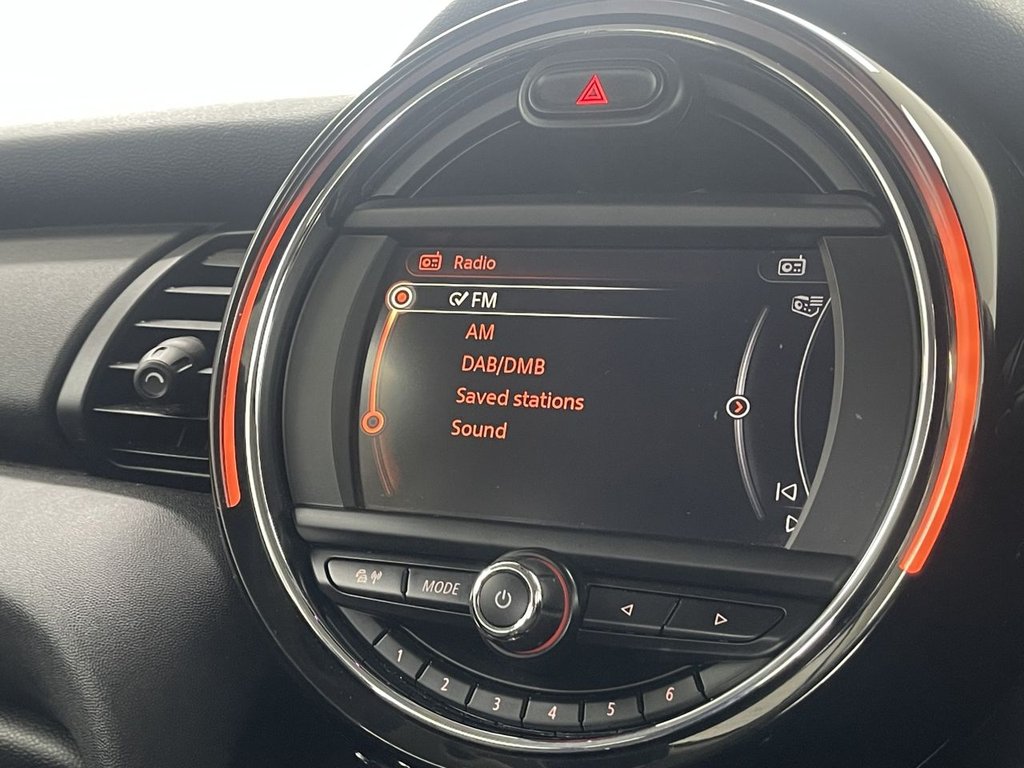 Radio
FM
AM
DAB/DMB
Saved stations
Sound
MODE
1
2
3
4
5
6